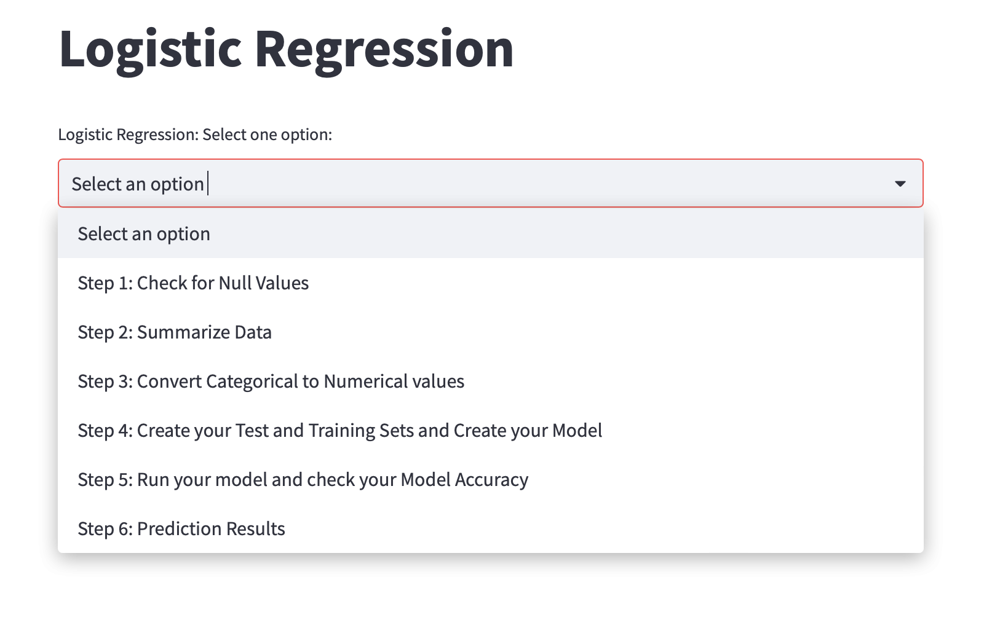 Logistic Regression
Logistic Regression: Select one option:
Select an option
Select an option
Step 1: Check for Null Values
Step 2: Summarize Data
Step 3: Convert Categorical to Numerical values
Step 4: Create your Test and Training Sets and Create your Model
Step 5: Run your model and check your Model Accuracy
Step 6: Prediction Results